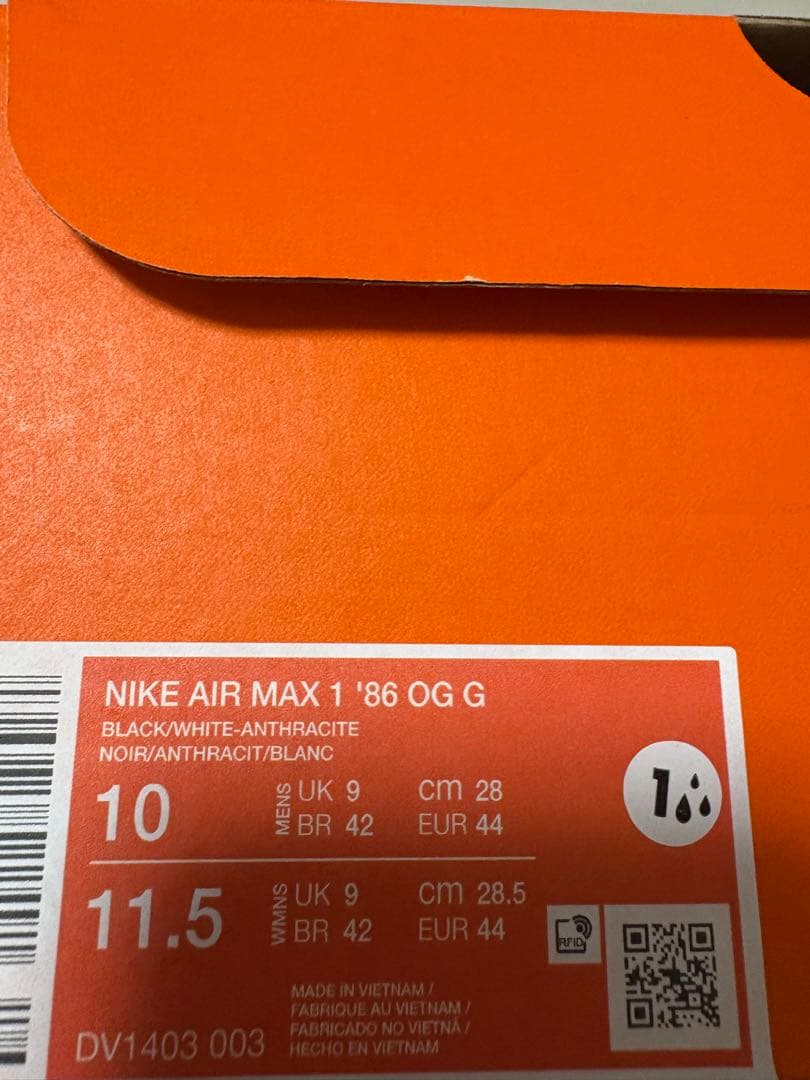 NIKE AIR MAX 1 '86 OG G
BLACK/WHITE-ANTHRACITE
NOIR/ANTHRACIT/BLANC
10 MENS UK 9 cm 28
BR 42 EUR 44
11.5 WMNS UK 9 cm 28.5
BR 42 EUR 44
1
RFID
MADE IN VIETNAM /
FABRIQUE AU VIETNAM /
FABRICADO NO VIETNÃ /
HECHO EN VIETNAM
DV1403 003